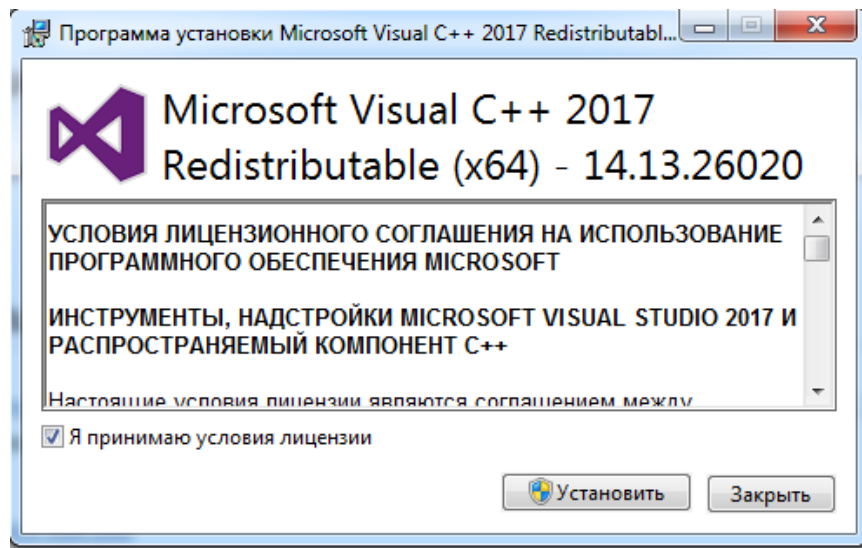 Программа установки Microsoft Visual C++ 2017 Redistributabl...
Microsoft Visual C++ 2017
Redistributable (x64) - 14.13.26020
УСЛОВИЯ ЛИЦЕНЗИОННОГО СОГЛАШЕНИЯ НА ИСПОЛЬЗОВАНИЕ
ПРОГРАММНОГО ОБЕСПЕЧЕНИЯ MICROSOFT
ИНСТРУМЕНТЫ, НАДСТРОЙКИ MICROSOFT VISUAL STUDIO 2017 И
РАСПРОСТРАНЯЕМЫЙ КОМПОНЕНТ C++
Настоящие условия лицензии являются соглашением между
Я принимаю условия лицензии
Установить
Закрыть